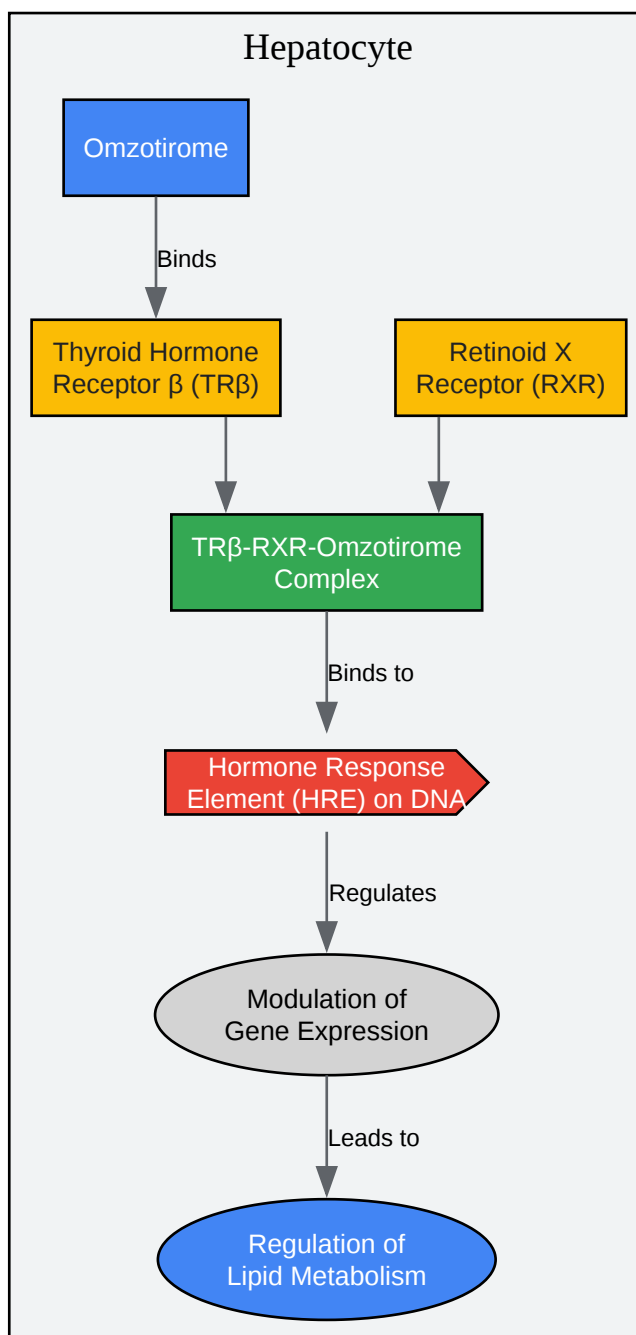 Hepatocyte
Omzotirome
Binds
Thyroid Hormone
Receptor β (TRβ)
Retinoid X
Receptor (RXR)
TRβ-RXR-Omzotirome
Complex
Binds to
Hormone Response
Element (HRE) on DNA
Regulates
Modulation of
Gene Expression
Leads to
Regulation of
Lipid Metabolism